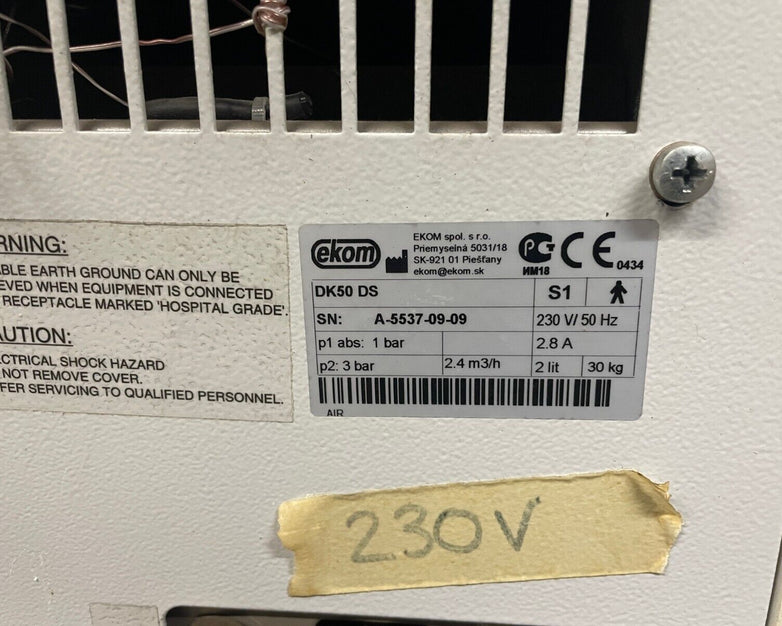 RNING:
ABLE EARTH GROUND CAN ONLY BE
EVED WHEN EQUIPMENT IS CONNECTED
RECEPTACLE MARKED 'HOSPITAL GRADE'.
AUTION:
CTRICAL SHOCK HAZARD
NOT REMOVE COVER.
FER SERVICING TO QUALIFIED PERSONNEL.
ekom
EKOM spol. s r.o.
Priemyselná 5031/18
SK-921 01 Piešťany
ekom@ekom.sk
ИМ18
CE 0434
DK50 DS S1
SN: A-5537-09-09 230 V/ 50 Hz
p1 abs: 1 bar 2.8 A
p2: 3 bar 2.4 m3/h 2 lit 30 kg
AIR
230V